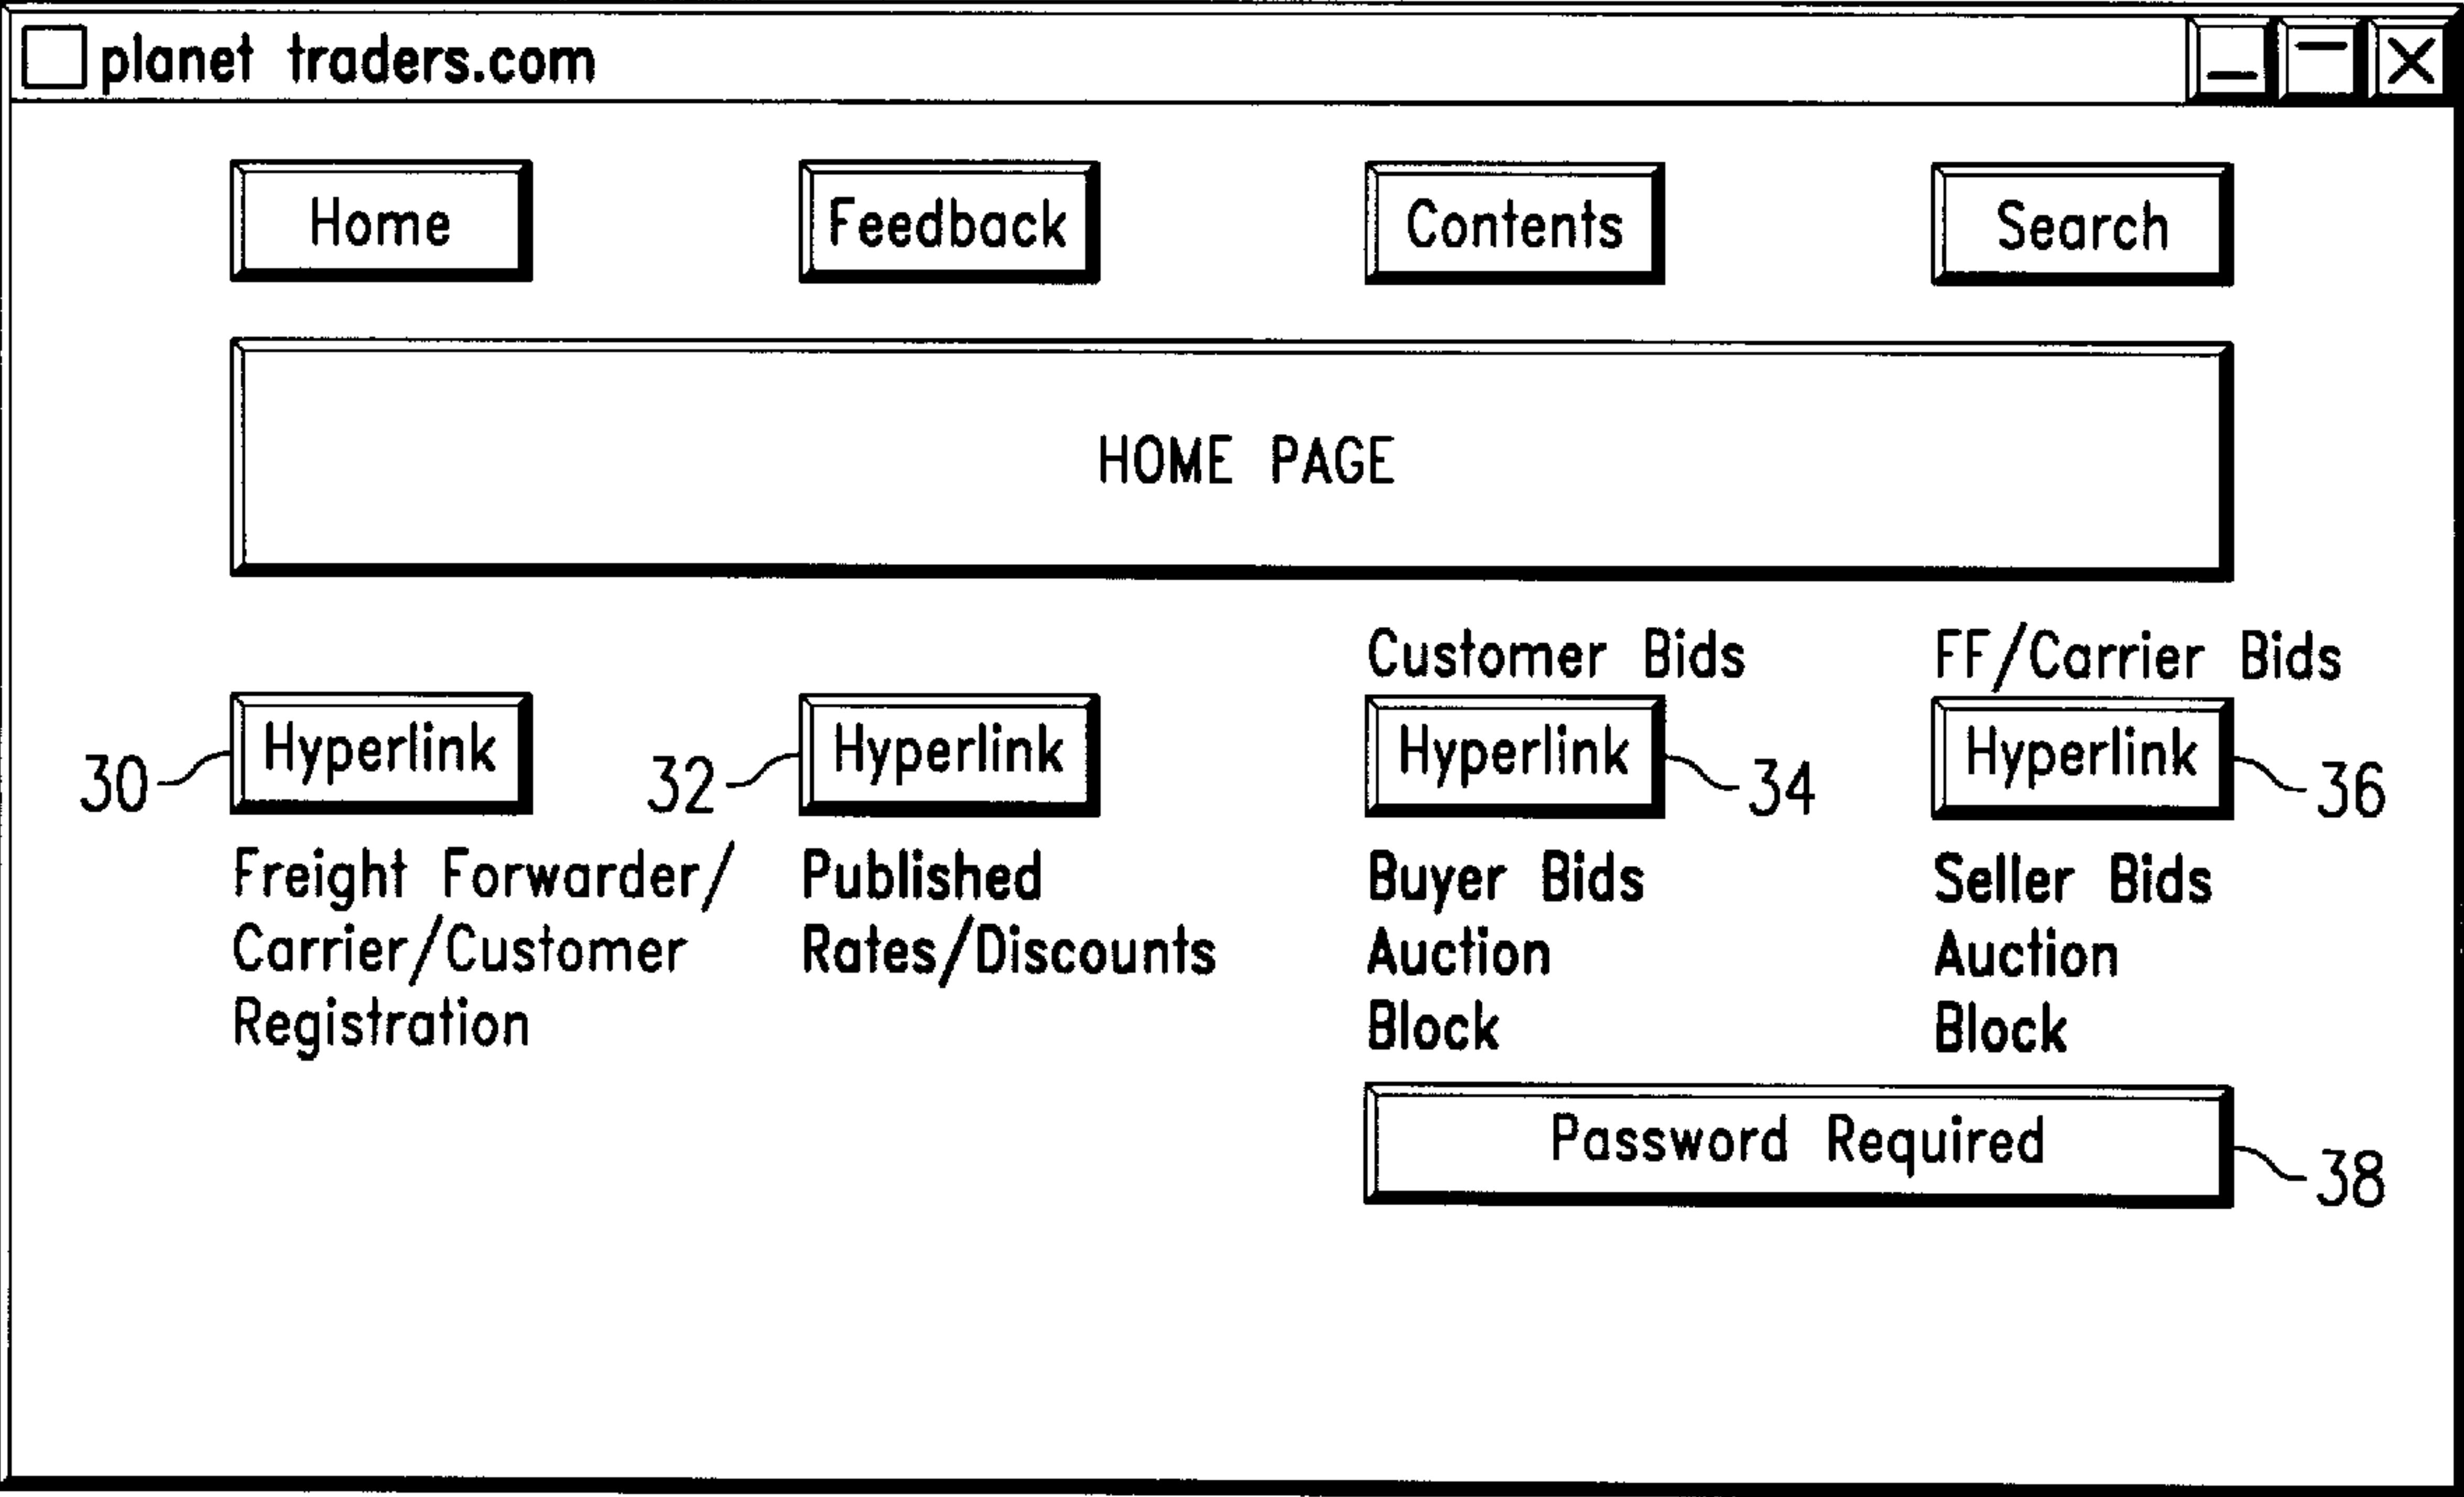 planet traders.com
Home
Feedback
Contents
Search
HOME PAGE
Customer Bids
FF/Carrier Bids
30
Hyperlink
32
Hyperlink
Hyperlink
34
Hyperlink
36
Freight Forwarder/
Carrier/Customer
Registration
Published
Rates/Discounts
Buyer Bids
Auction
Block
Seller Bids
Auction
Block
Password Required
38